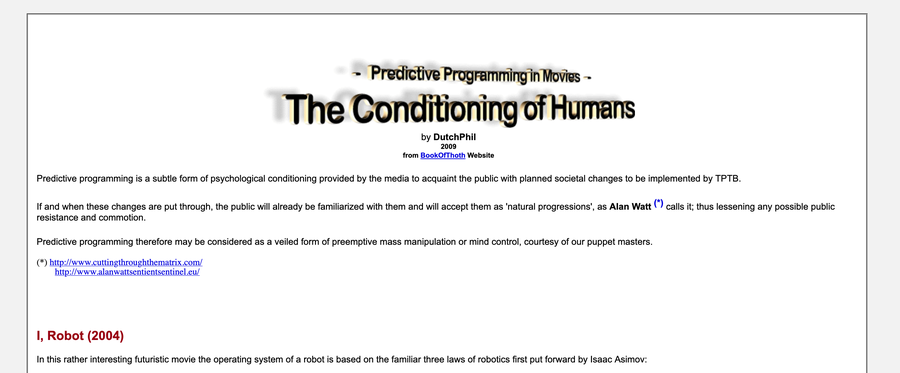 - Predictive Programming in Movies -
The Conditioning of Humans
by DutchPhil
2009
from BookOfThoth Website
Predictive programming is a subtle form of psychological conditioning provided by the media to acquaint the public with planned societal changes to be implemented by TPTB.
If and when these changes are put through, the public will already be familiarized with them and will accept them as 'natural progressions', as Alan Watt (*) calls it; thus lessening any possible public
resistance and commotion.
Predictive programming therefore may be considered as a veiled form of preemptive mass manipulation or mind control, courtesy of our puppet masters.
(*) http://www.cuttingthroughthematrix.com/
http://www.alanwattsentientsentinel.eu/
I, Robot (2004)
In this rather interesting futuristic movie the operating system of a robot is based on the familiar three laws of robotics first put forward by Isaac Asimov: